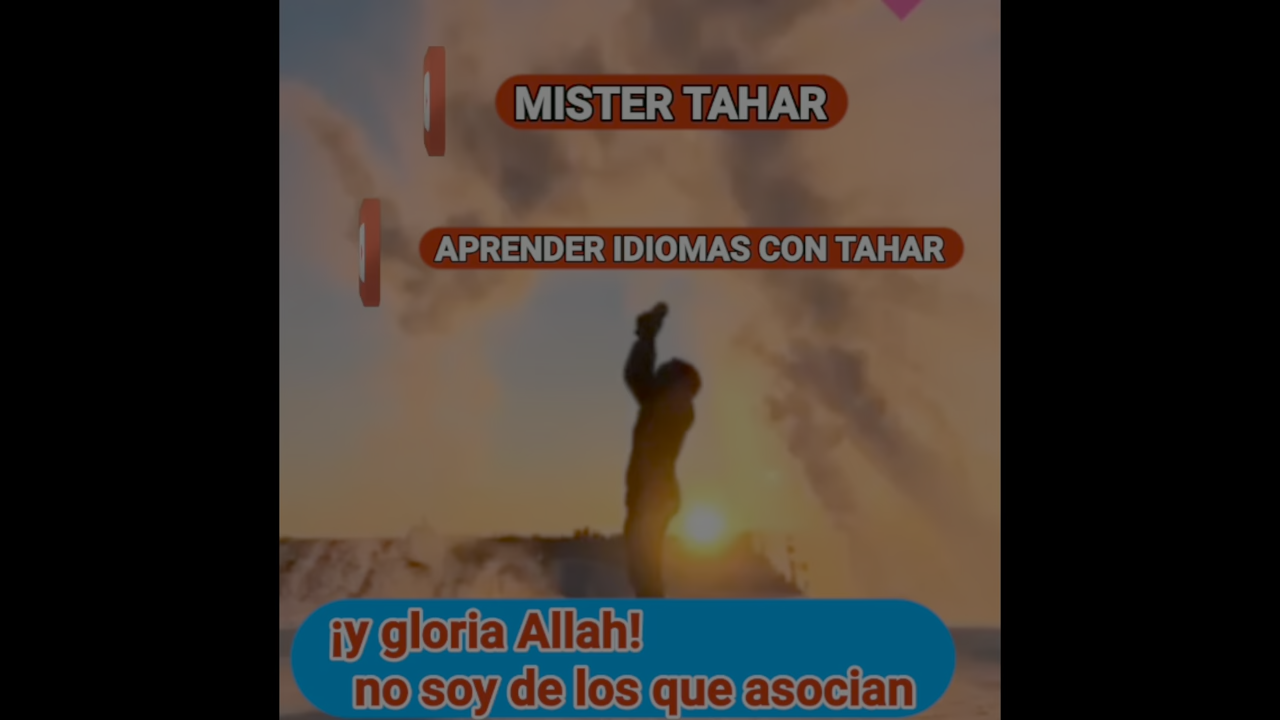 MISTER TAHAR
APRENDER IDIOMAS CON TAHAR
¡y gloria Allah!
no soy de los que asocian